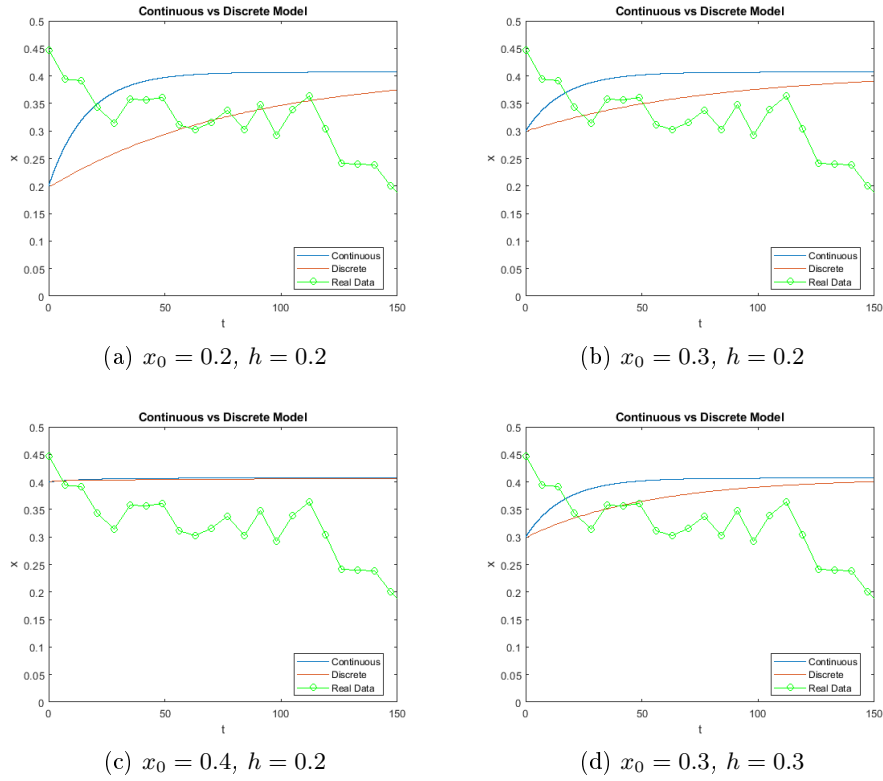 Continuous vs Discrete Model
0.5
0.45
0.4
0.35
0.3
0.25
0.2
0.15
0.1
0.05
0
x
0
50
100
150
t
Continuous
Discrete
Real Data
(a) x₀ = 0.2, h = 0.2
Continuous vs Discrete Model
0.5
0.45
0.4
0.35
0.3
0.25
0.2
0.15
0.1
0.05
0
x
0
50
100
150
t
Continuous
Discrete
Real Data
(b) x₀ = 0.3, h = 0.2
Continuous vs Discrete Model
0.5
0.45
0.4
0.35
0.3
0.25
0.2
0.15
0.1
0.05
0
x
0
50
100
150
t
Continuous
Discrete
Real Data
(c) x₀ = 0.4, h = 0.2
Continuous vs Discrete Model
0.5
0.45
0.4
0.35
0.3
0.25
0.2
0.15
0.1
0.05
0
x
0
50
100
150
t
Continuous
Discrete
Real Data
(d) x₀ = 0.3, h = 0.3